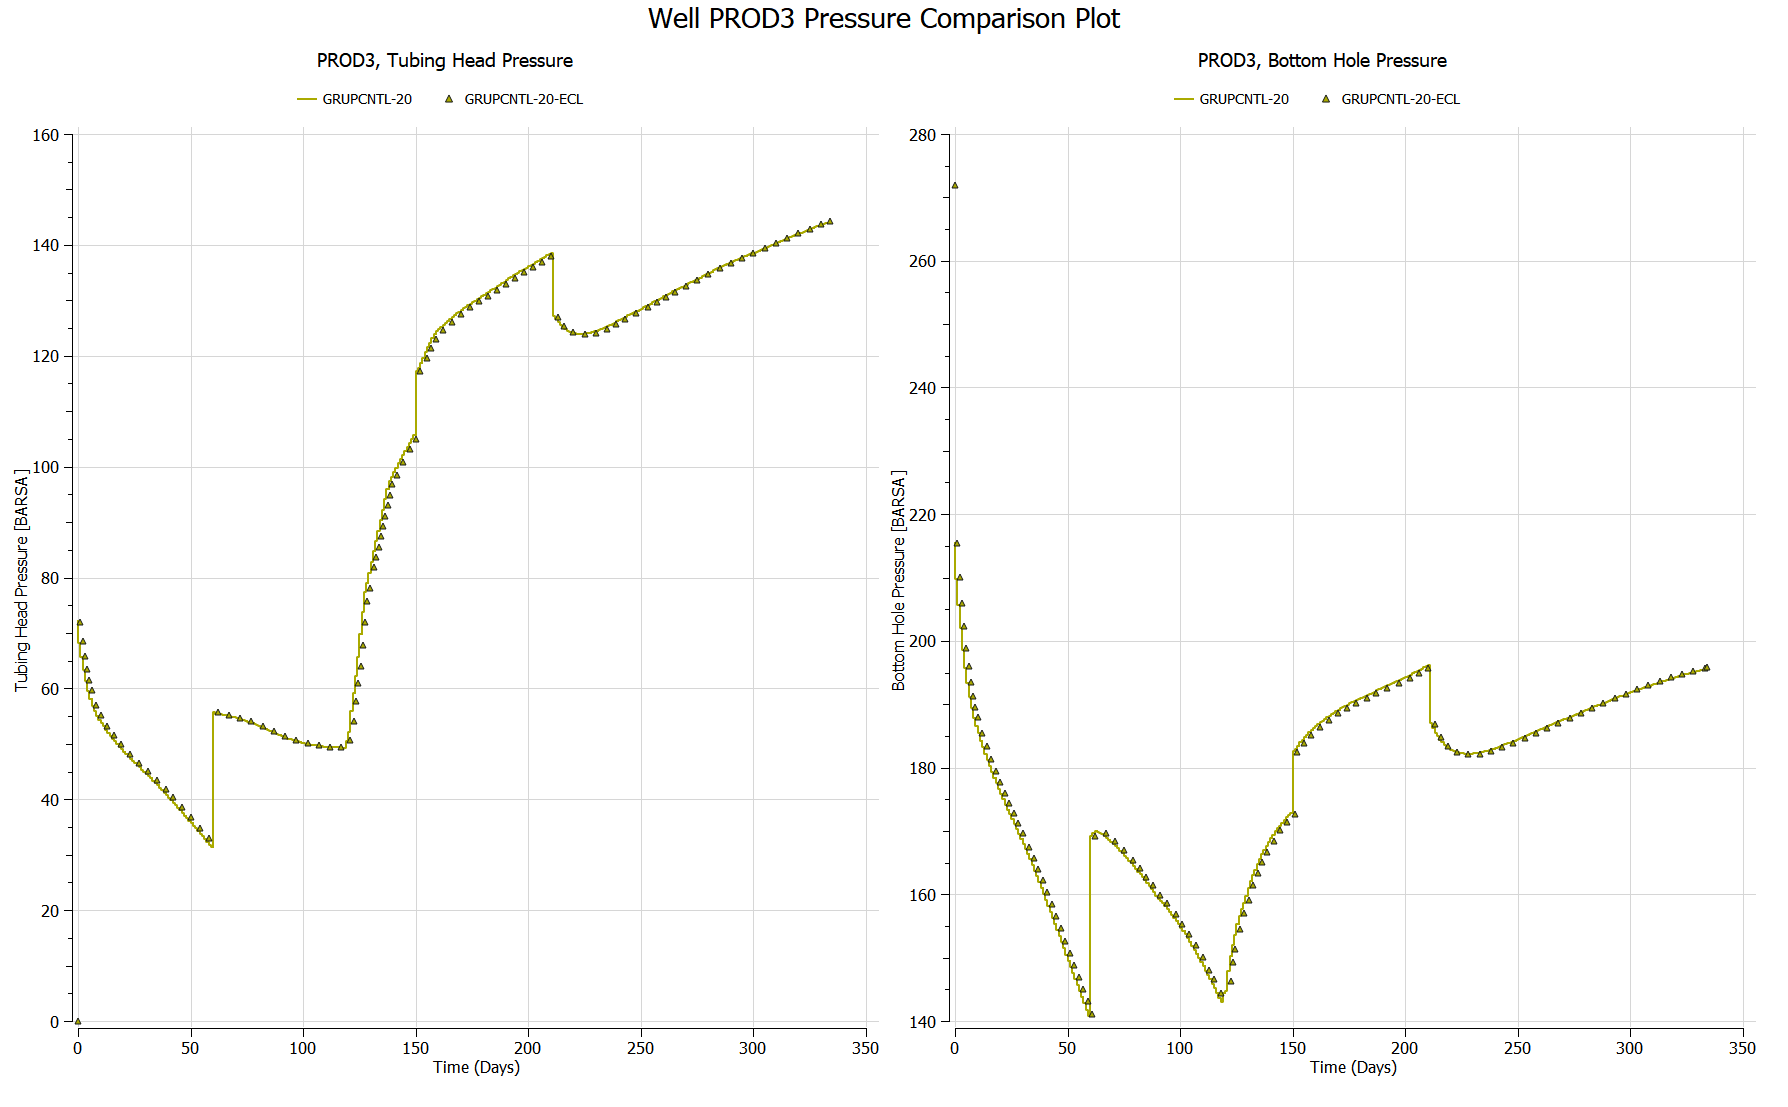 Well PROD3 Pressure Comparison Plot
PROD3, Tubing Head Pressure
GRUPCNTL-20 GRUPCNTL-20-ECL
160
140
120
100
80
60
40
20
0
Tubing Head Pressure [BARSA]
0 50 100 150 200 250 300 350
Time (Days)
PROD3, Bottom Hole Pressure
GRUPCNTL-20 GRUPCNTL-20-ECL
280
260
240
220
200
180
160
140
Bottom Hole Pressure [BARSA]
0 50 100 150 200 250 300 350
Time (Days)